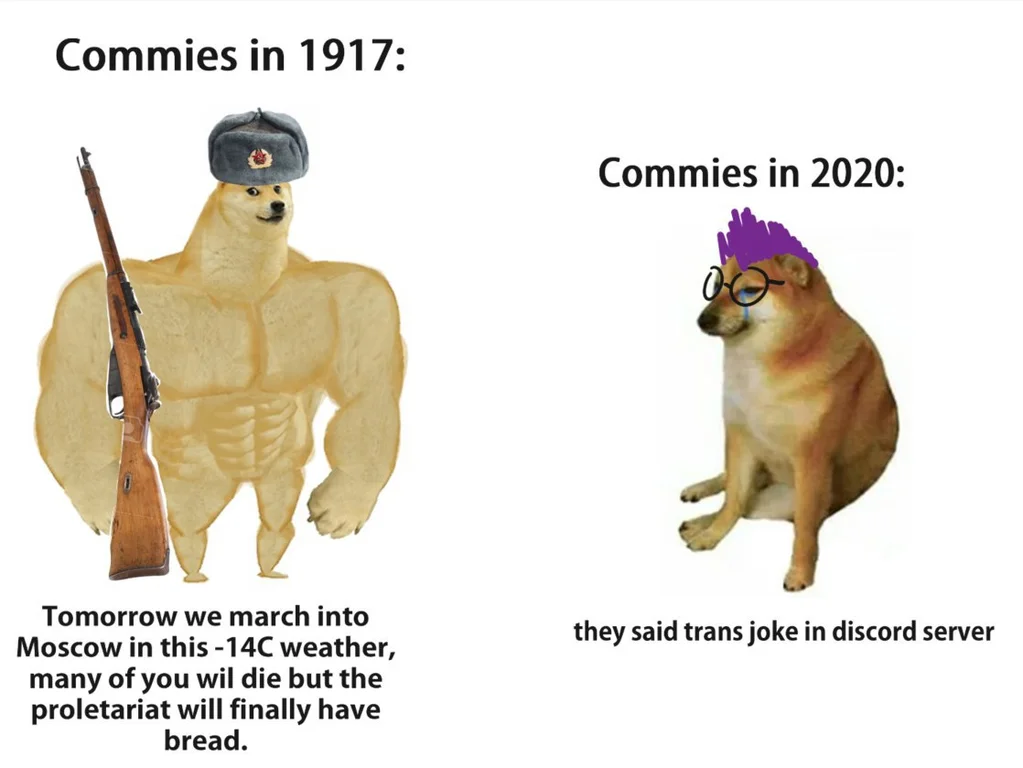 Commies in 1917:
Tomorrow we march into
Moscow in this -14C weather,
many of you wil die but the
proletariat will finally have
bread.
Commies in 2020:
they said trans joke in discord server